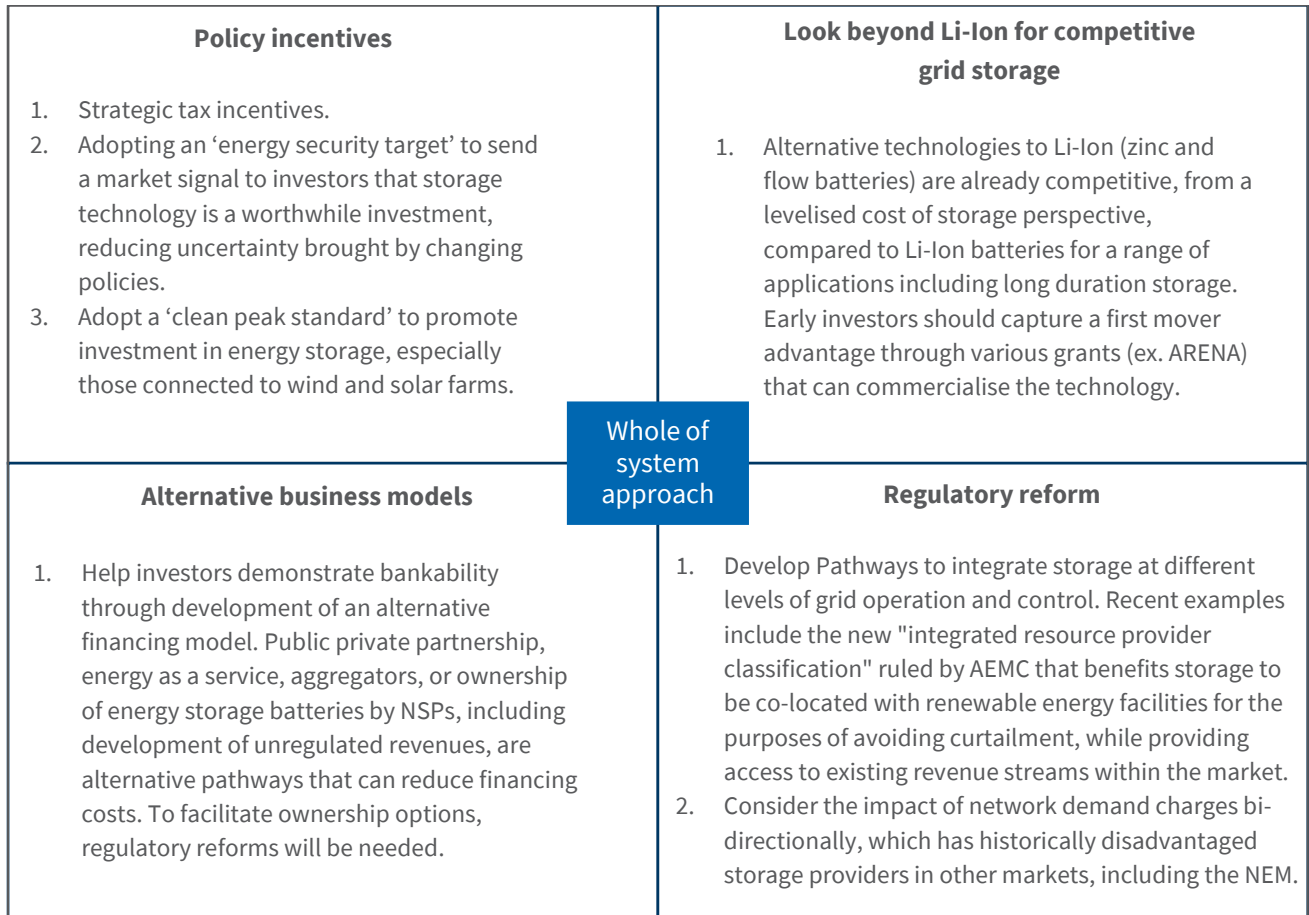 Policy incentives
1. Strategic tax incentives.
2. Adopting an ‘energy security target’ to send
a market signal to investors that storage
technology is a worthwhile investment,
reducing uncertainty brought by changing
policies.
3. Adopt a ‘clean peak standard’ to promote
investment in energy storage, especially
those connected to wind and solar farms.
Look beyond Li-Ion for competitive
grid storage
1. Alternative technologies to Li-Ion (zinc and
flow batteries) are already competitive, from a
levelised cost of storage perspective,
compared to Li-Ion batteries for a range of
applications including long duration storage.
Early investors should capture a first mover
advantage through various grants (ex. ARENA)
that can commercialise the technology.
Whole of
system
approach
Alternative business models
1. Help investors demonstrate bankability
through development of an alternative
financing model. Public private partnership,
energy as a service, aggregators, or ownership
of energy storage batteries by NSPs, including
development of unregulated revenues, are
alternative pathways that can reduce financing
costs. To facilitate ownership options,
regulatory reforms will be needed.
Regulatory reform
1. Develop Pathways to integrate storage at different
levels of grid operation and control. Recent examples
include the new "integrated resource provider
classification" ruled by AEMC that benefits storage to
be co-located with renewable energy facilities for the
purposes of avoiding curtailment, while providing
access to existing revenue streams within the market.
2. Consider the impact of network demand charges bi-
directionally, which has historically disadvantaged
storage providers in other markets, including the NEM.